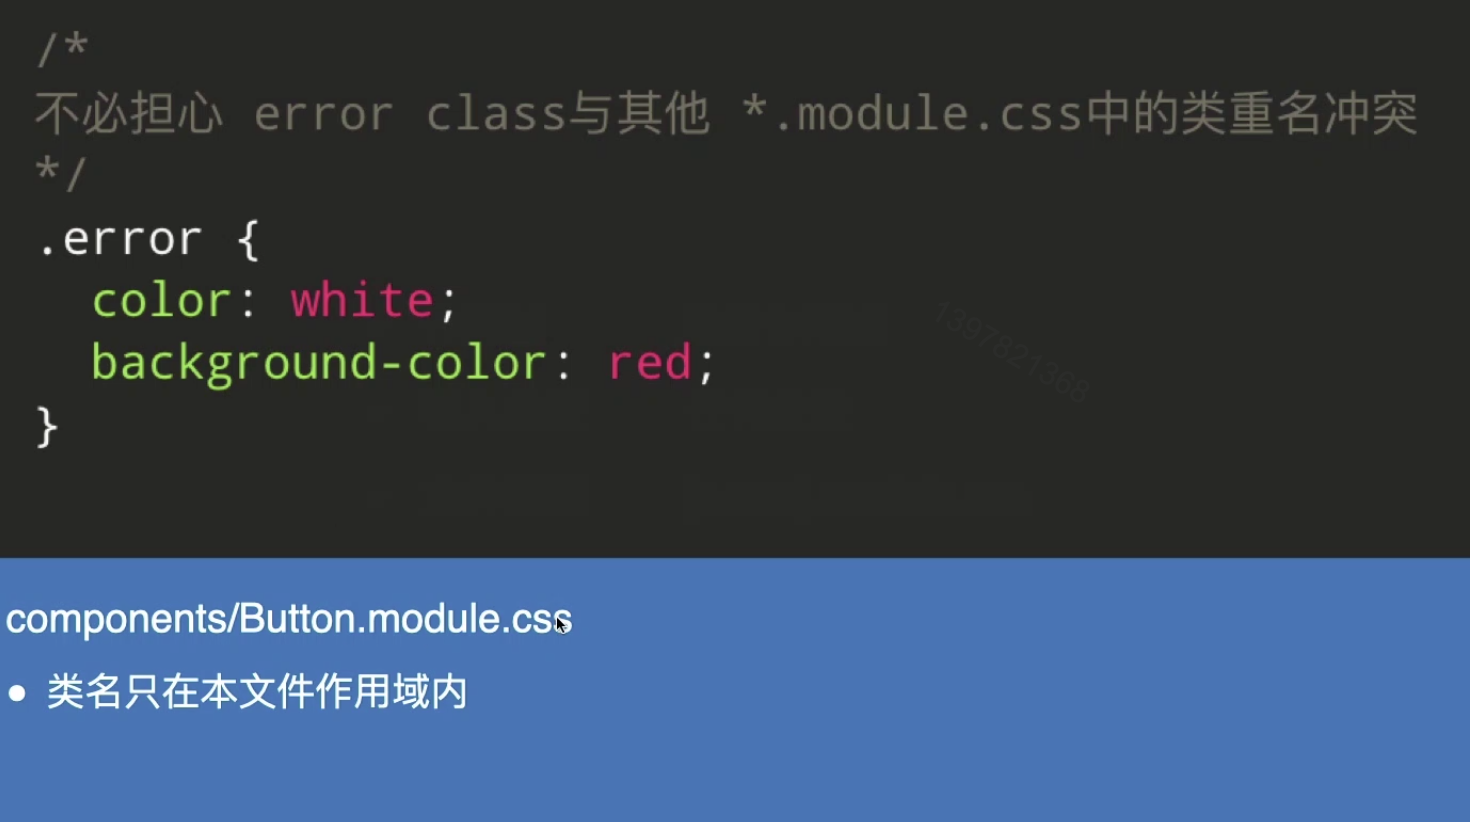 /*
不必担心 error class与其他 *.module.css中的类重名冲突
*/
.error {
  color: white;
  background-color: red;
}
1397821368
components/Button.module.css
● 类名只在本文件作用域内